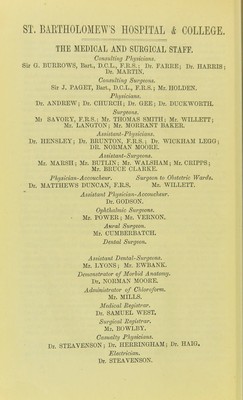 ST. BARTHOLOMEW'S HOSPITAL & COLLEGE.
THE MEDICAL AND SURGICAL STAFF.
Consulting Physicians.
Sir G. BURROWS, Bart., D.C.L., F.R.S.; Dr. FARRE; Dr. HARRIS;
Dr. MARTIN.
Consulting Surgeons.
Sir J. PAGET, Bart., D.C.L., F.R.S.; Mr. HOLDEN.
Physicians.
Dr. ANDREW; Dr. CHURCH; Dr. GEE; Dr. DUCKWORTH.
Surgeons.
Mr SAVORY, F.R.S.; Mr. THOMAS SMITH; Mr. WILLETT;
Mr. LANGTON; Mr. MORRANT BAKER.
Assistant-Physicians.
Dr. HENSLEY; Dr. BRUNTON, F.R.S.; Dr. WICKHAM LEGG;
DR. NORMAN MOORE.
Assistant-Surgeons.
Mr. MARSH; Mr. BUTLIN; Mr. WALSHAM; Mr. CRIPPS;
Mr. BRUCE CLARKE.
Physician-Accoucheur. Surgeon to Obstetric Wards.
Dr. MATTHEWS DUNCAN, F.R.S. Mr. WILLETT.
Assistant Physician-Accoucheur.
Dr. GODSON.
Ophthalmic Surgeons.
Mr. POWER; Mr. VERNON.
Aural Surgeon.
Mr. CUMBERBATCH.
Dental Surgeon.
Assistant Dental-Surgeons.
Mr. LYONS; Mr. EWBANK.
Demonstrator of Morbid Anatomy.
Dr. NORMAN MOORE.
Administrator of Chloroform.
Mr. MILLS.
Medical Registrar.
Dr. SAMUEL WEST.
Surgical Registrar.
Mr. BOWLBY.
Casualty Physicians.
Dr. STEAVENSON; Dr. HERRINGHAM; Dr. HAIG.
Electrician.
Dr. STEAVENSON.